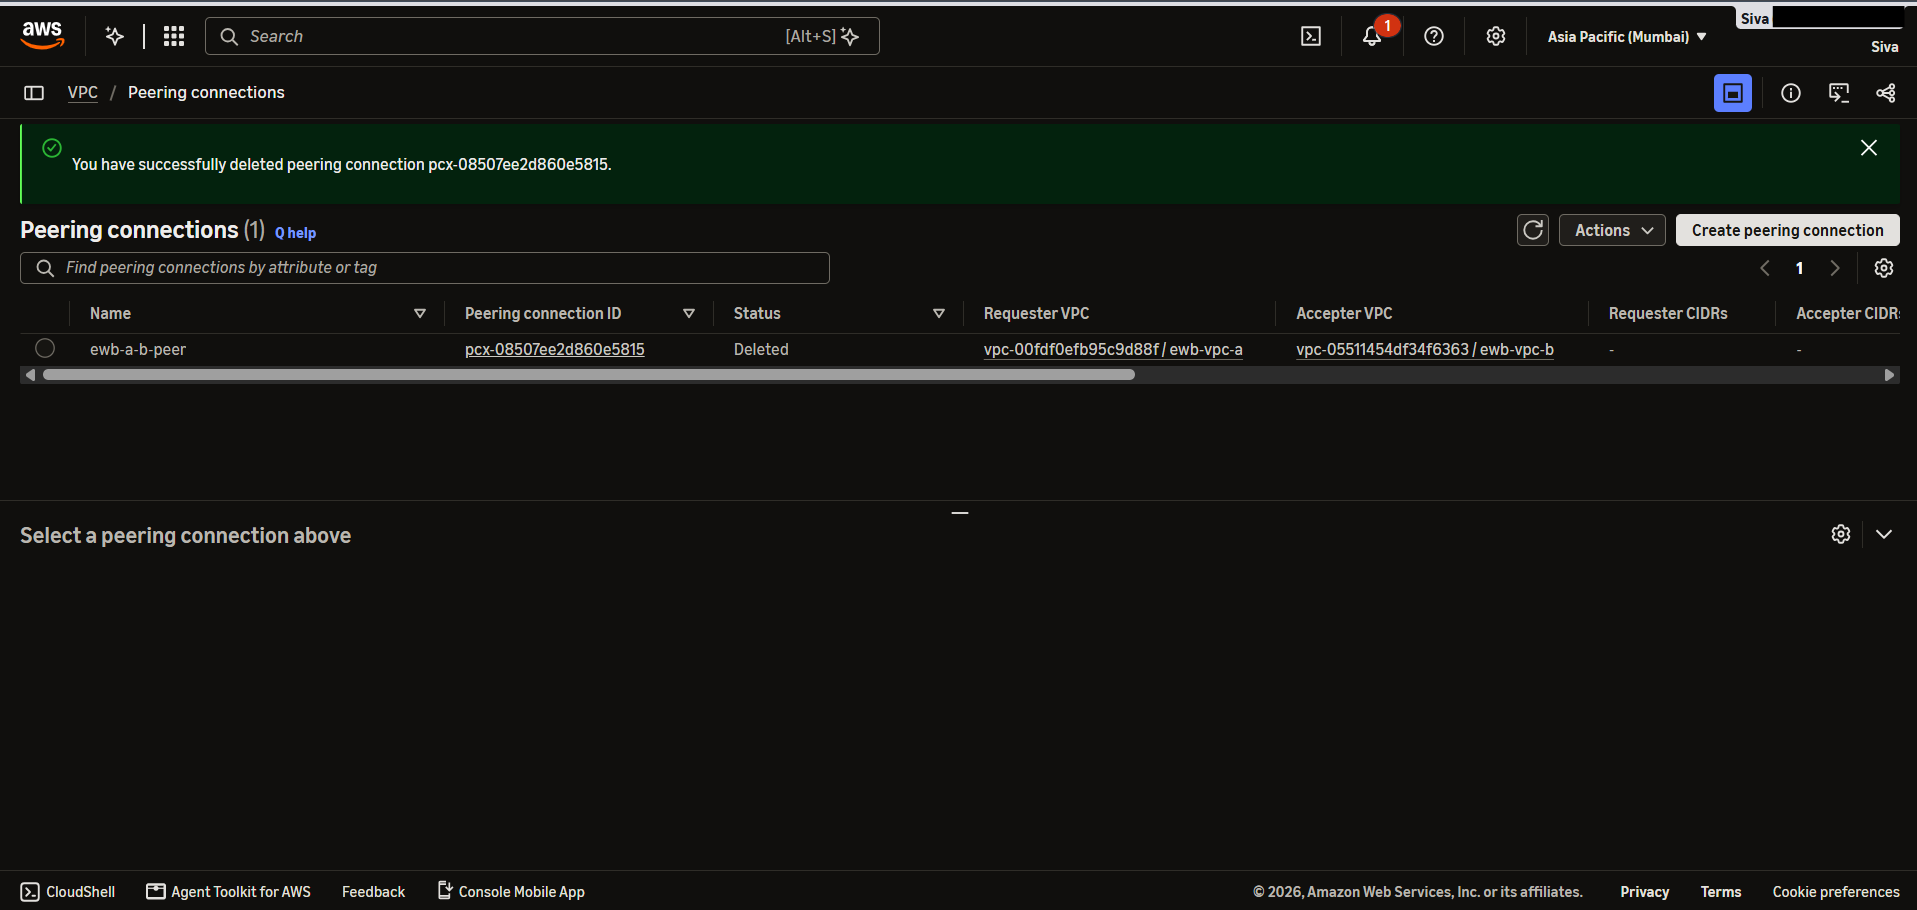 Siva
aws
Search [Alt+S]
1
Asia Pacific (Mumbai)
Siva
VPC / Peering connections
You have successfully deleted peering connection pcx-08507ee2d860e5815.
Peering connections (1) Q help
Actions
Create peering connection
Find peering connections by attribute or tag
1
Name Peering connection ID Status Requester VPC Accepter VPC Requester CIDRs Accepter CIDRs
ewb-a-b-peer pcx-08507ee2d860e5815 Deleted vpc-00fdf0efb95c9d88f / ewb-vpc-a vpc-05511454df34f6363 / ewb-vpc-b - -
Select a peering connection above
CloudShell Agent Toolkit for AWS Feedback Console Mobile App © 2026, Amazon Web Services, Inc. or its affiliates. Privacy Terms Cookie preferences